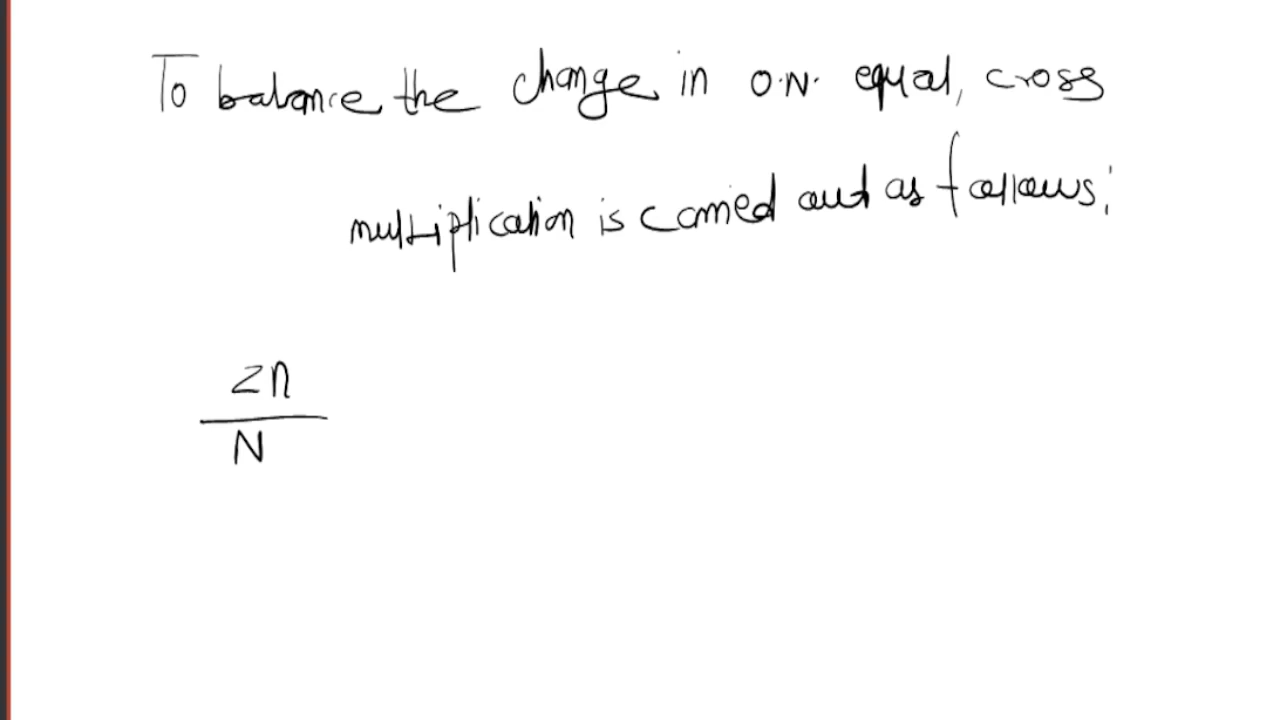 To balance the change in O.N. equal, cross
multiplication is carried out as follows;
Zn
N